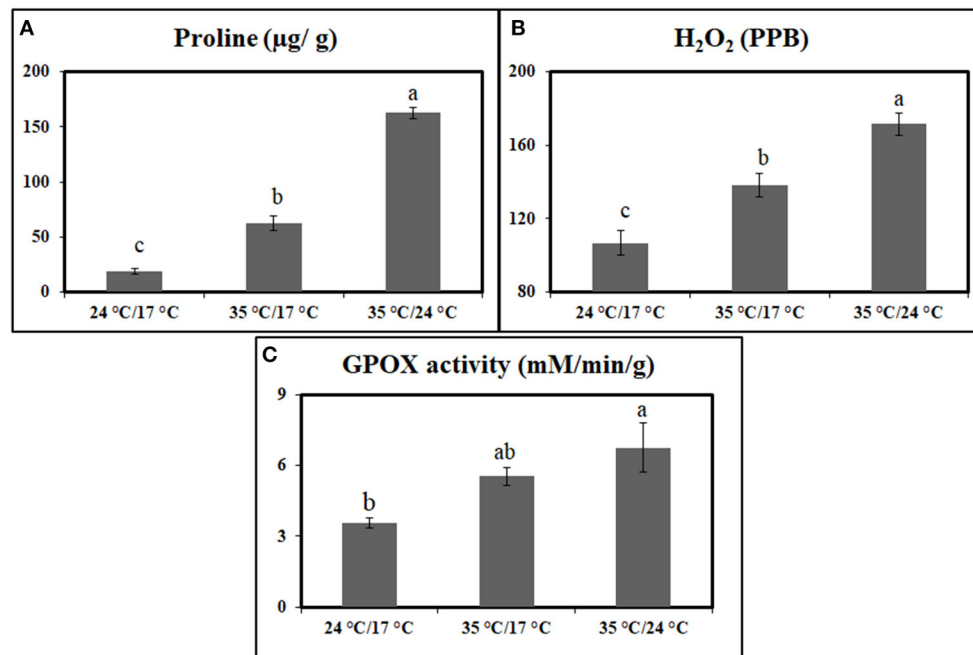 A
Proline (μg/ g)
200
150
100
50
0
c
b
a
24 °C/17 °C 35 °C/17 °C 35 °C/24 °C
B
H₂O₂ (PPB)
200
160
120
80
c
b
a
24 °C/17 °C 35 °C/17 °C 35 °C/24 °C
C
GPOX activity (mM/min/g)
9
6
3
0
b
ab
a
24 °C/17 °C 35 °C/17 °C 35 °C/24 °C